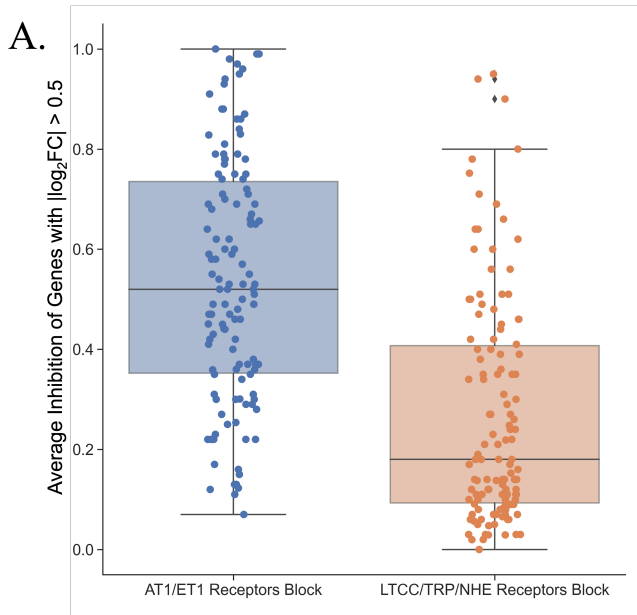 A.
Average Inhibition of Genes with |log₂FC| > 0.5
1.0
0.8
0.6
0.4
0.2
0.0
AT1/ET1 Receptors Block
LTCC/TRP/NHE Receptors Block